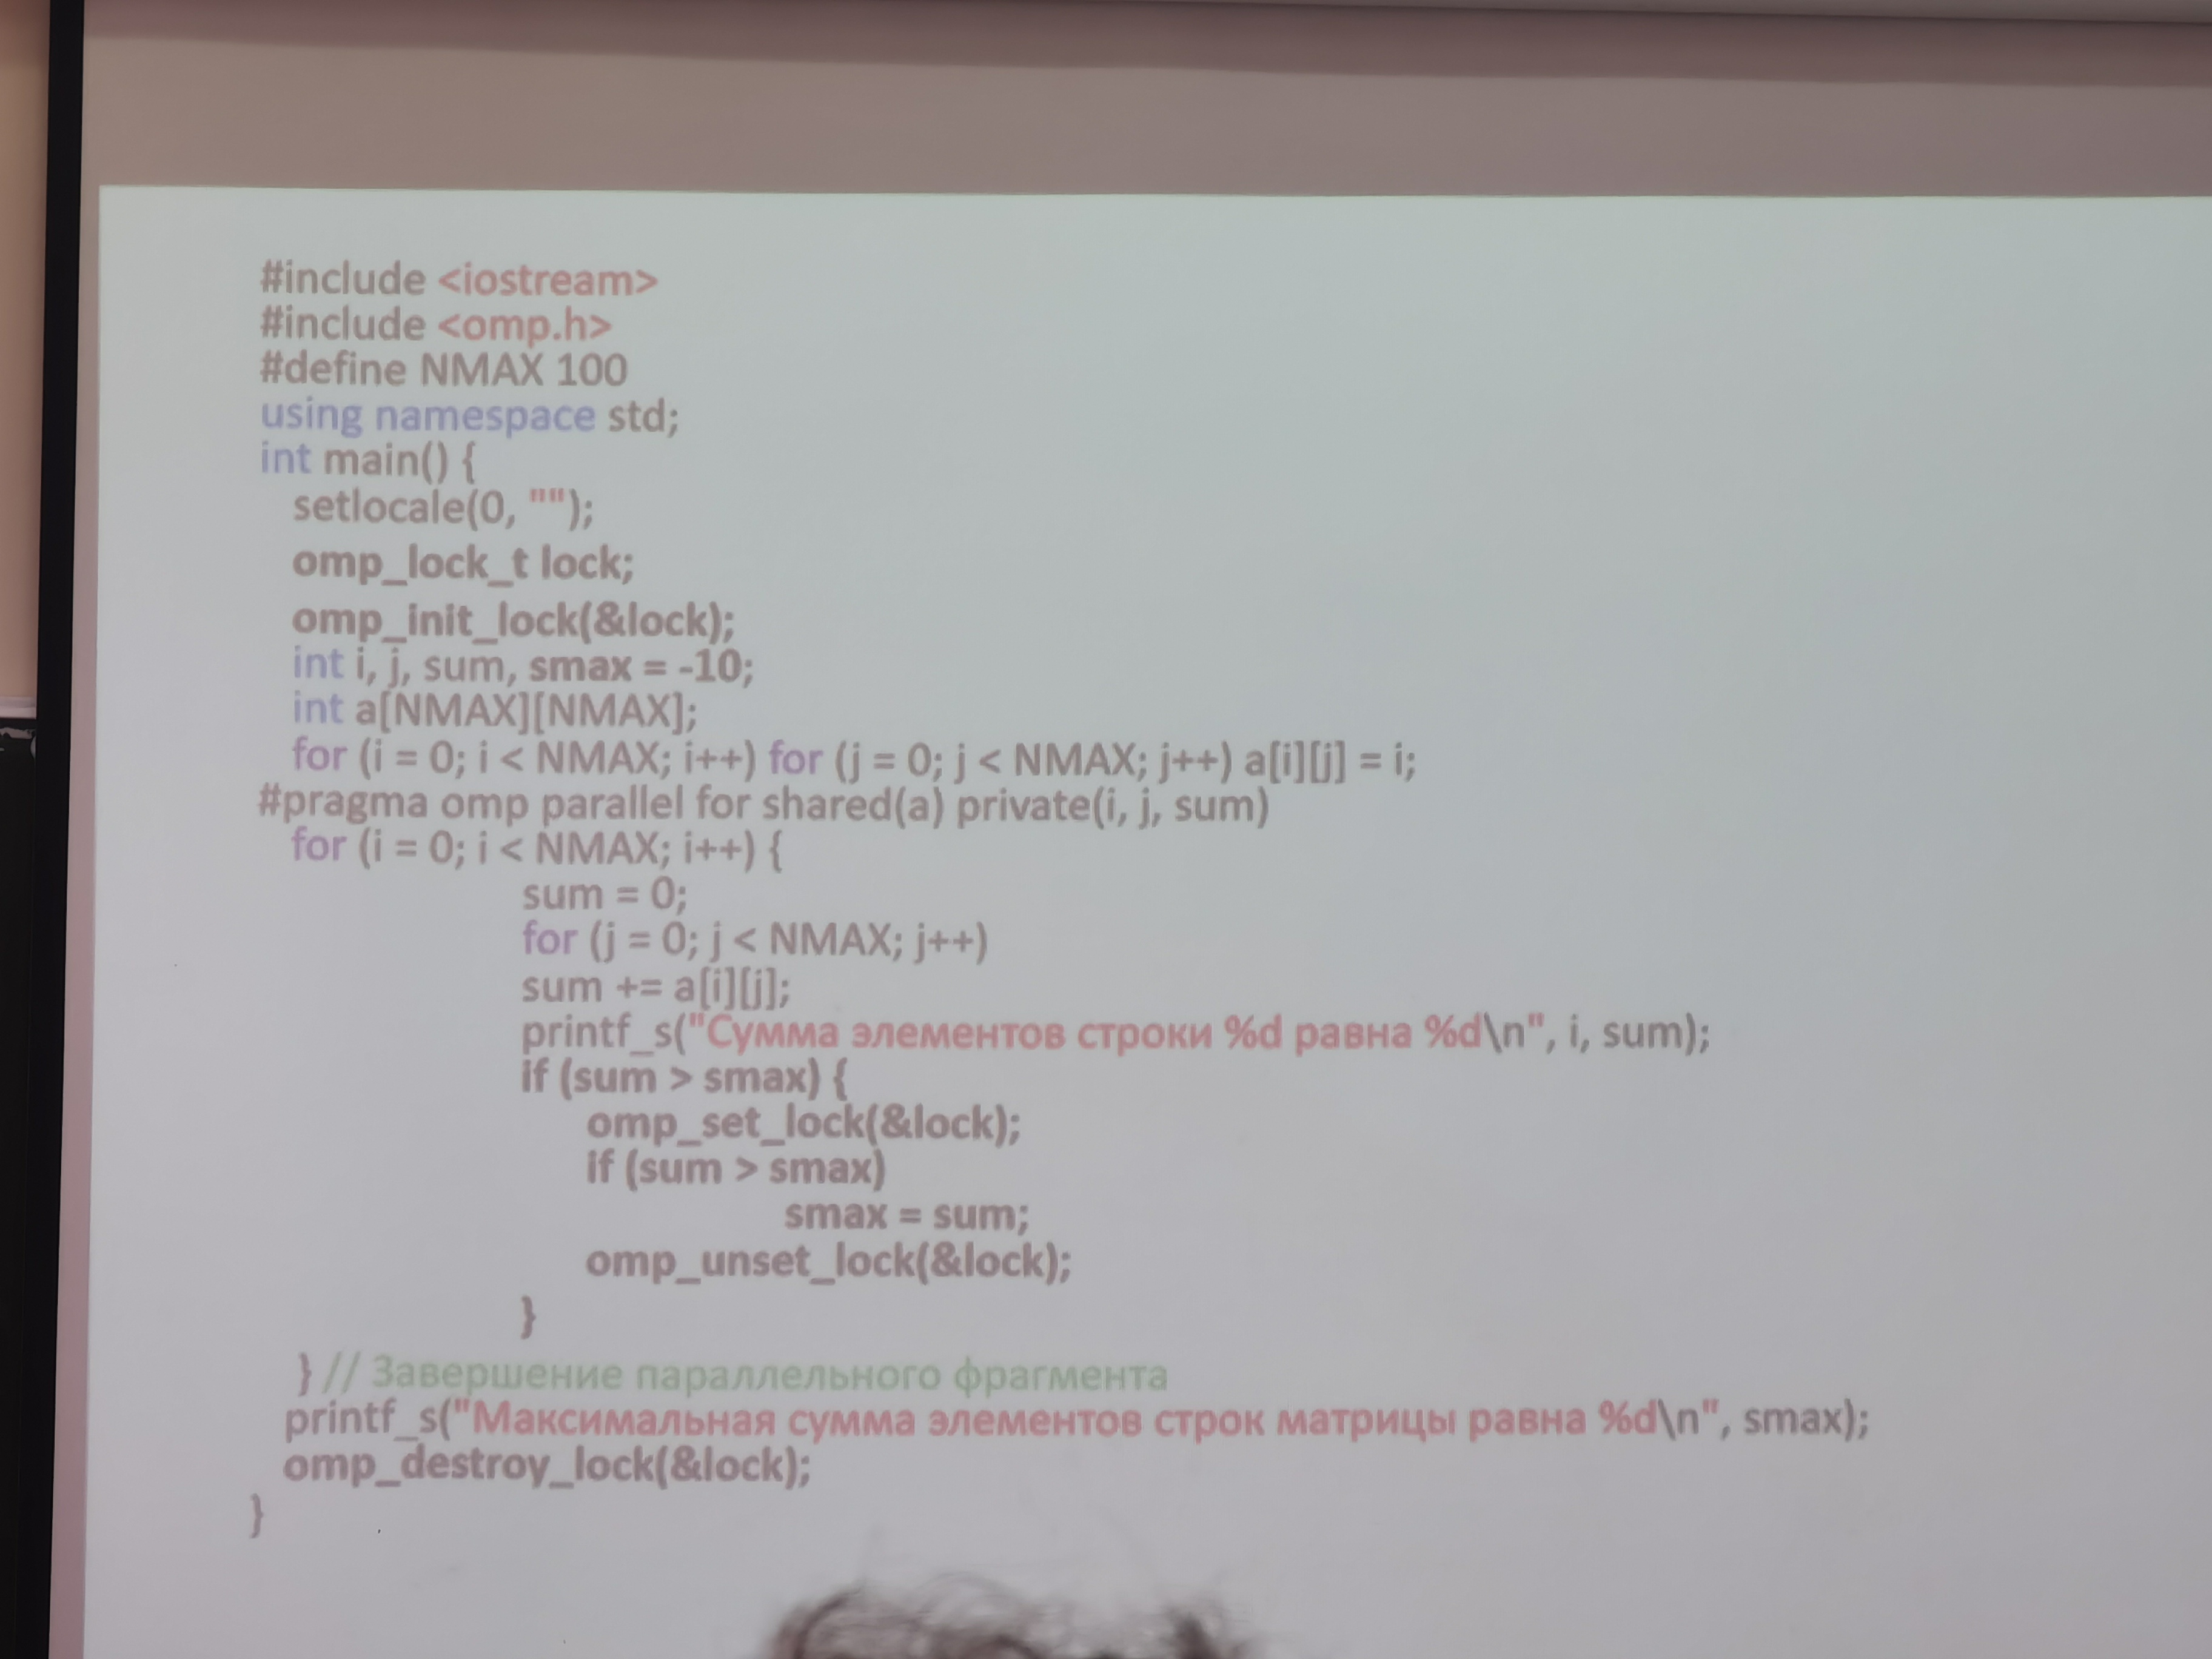 #include <iostream>
#include <omp.h>
#define NMAX 100
using namespace std;
int main() {
setlocale(0, "");
omp_lock_t lock;
omp_init_lock(&lock);
int i, j, sum, smax = -10;
int a[NMAX][NMAX];
for (i = 0; i < NMAX; i++) for (j = 0; j < NMAX; j++) a[i][j] = i;
#pragma omp parallel for shared(a) private(i, j, sum)
for (i = 0; i < NMAX; i++) {
sum = 0;
for (j = 0; j < NMAX; j++)
sum += a[i][j];
printf_s("Сумма элементов строки %d равна %d\n", i, sum);
if (sum > smax) {
omp_set_lock(&lock);
if (sum > smax)
smax = sum;
omp_unset_lock(&lock);
}
} // Завершение параллельного фрагмента
printf_s("Максимальная сумма элементов строк матрицы равна %d\n", smax);
omp_destroy_lock(&lock);
}